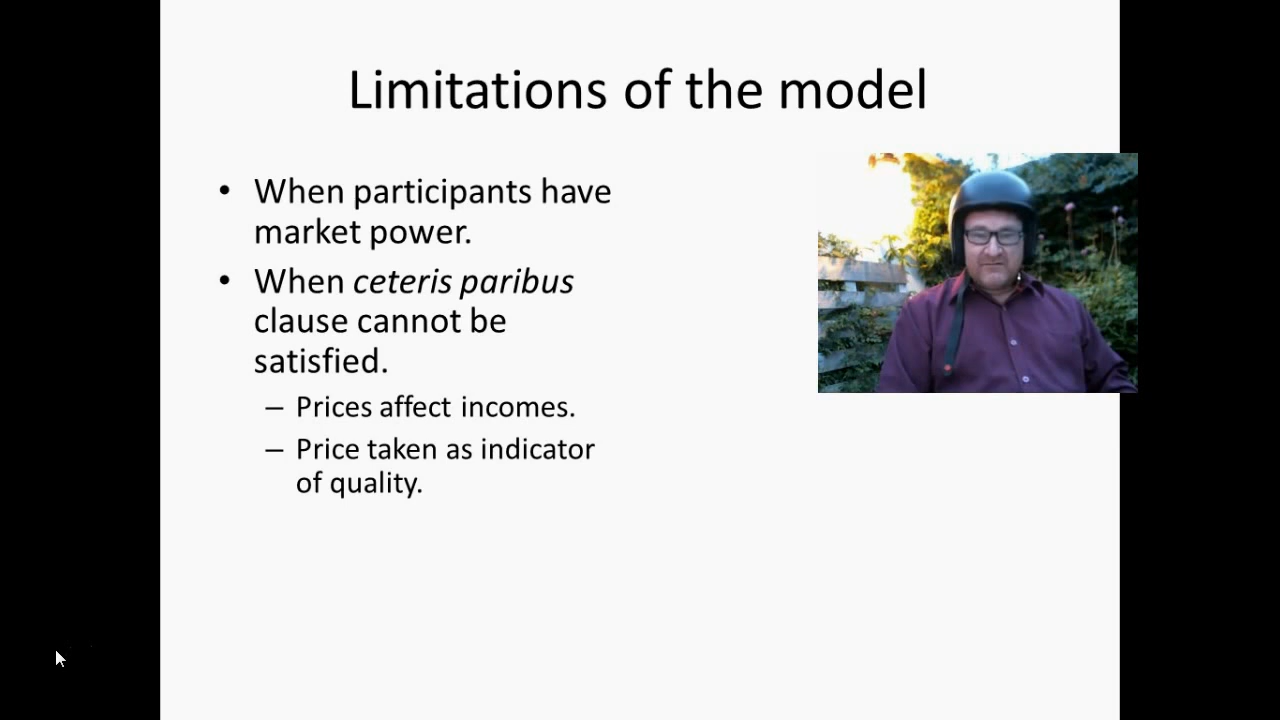 Limitations of the model
• When participants have
market power.
• When ceteris paribus
clause cannot be
satisfied.
– Prices affect incomes.
– Price taken as indicator
of quality.